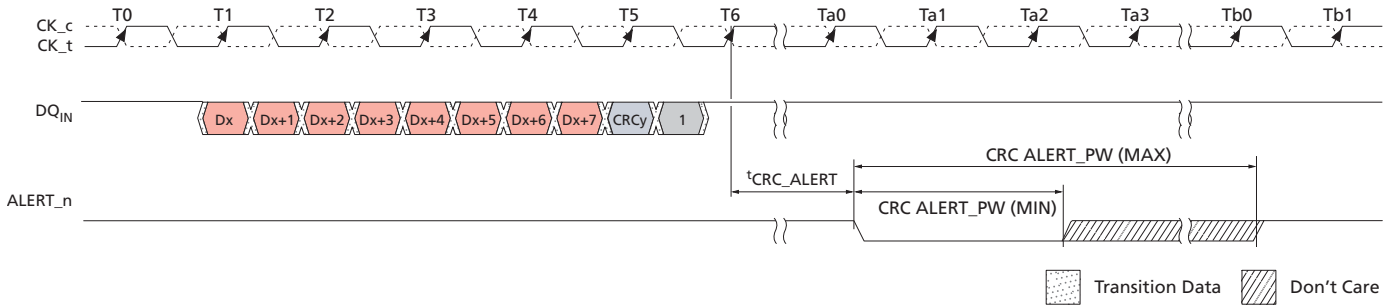 T0 T1 T2 T3 T4 T5 T6 Ta0 Ta1 Ta2 Ta3 Tb0 Tb1
CK_c
CK_t
DQIN
Dx Dx+1 Dx+2 Dx+3 Dx+4 Dx+5 Dx+6 Dx+7 CRCy 1
CRC ALERT_PW (MAX)
tCRC_ALERT
ALERT_n
CRC ALERT_PW (MIN)
Transition Data
Don't Care